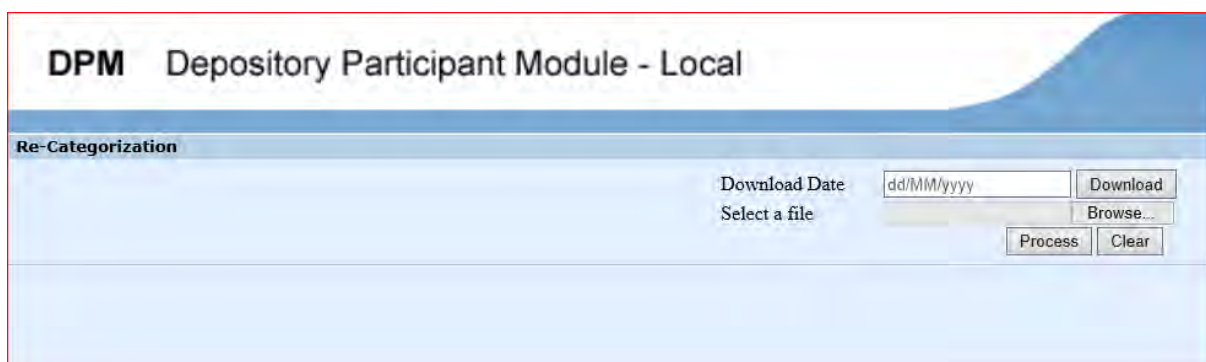 DPM Depository Participant Module - Local
Re-Categorization
Download Date dd/MM/yyyy Download
Select a file Browse...
Process Clear